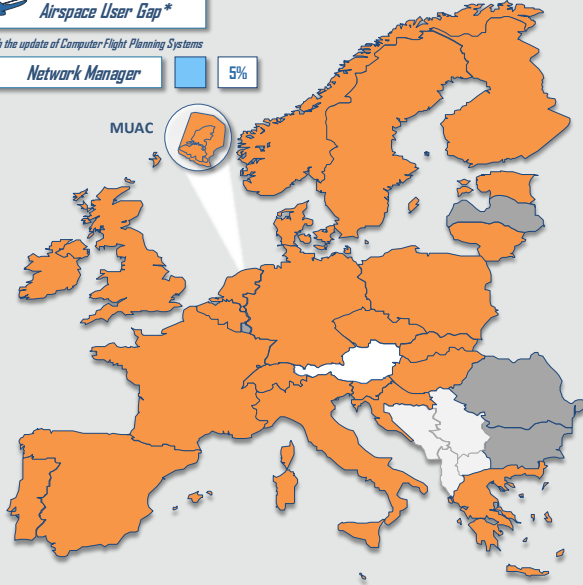 Airspace User Gap*
the update of Computer Flight Planning Systems
Network Manager
5%
MUAC